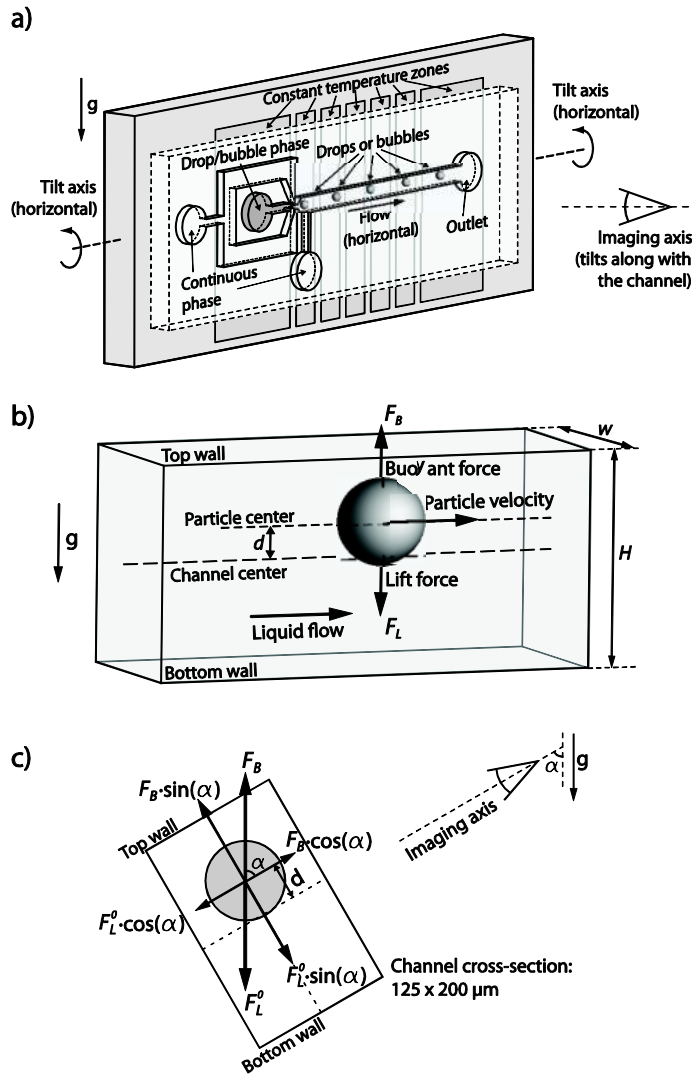 a)
g
Constant temperature zones
Tilt axis
(horizontal)
Drop/bubble phase
Drops or bubbles
Tilt axis
(horizontal)
Flow
(horizontal)
Outlet
Imaging axis
(tilts along with
the channel)
Continuous
phase
b)
F_B
w
Top wall
Buoyant force
Particle velocity
Particle center
g
d
H
Channel center
Lift force
Liquid flow
F_L
Bottom wall
c)
F_B
α
g
F_B·sin(α)
Imaging axis
Top wall
F_B·cos(α)
α
d
F_L^0·cos(α)
F_L^0·sin(α)
Channel cross-section:
125 x 200 μm
F_L^0
Bottom wall